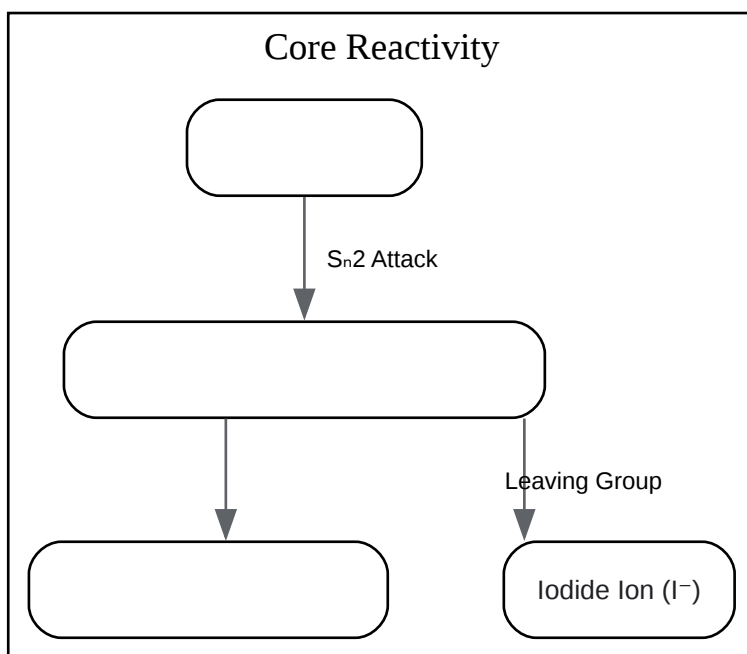 Core Reactivity
Sₙ2 Attack
Leaving Group
Iodide Ion (I⁻)